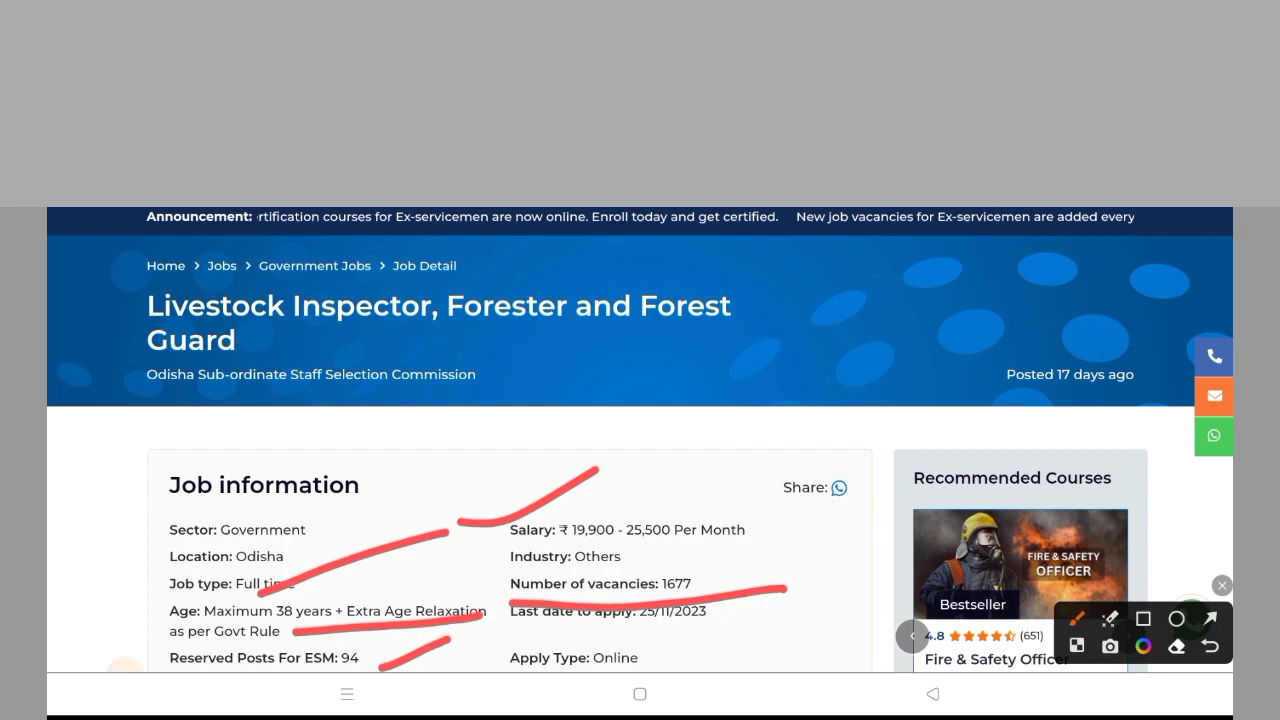 Announcement: rtification courses for Ex-servicemen are now online. Enroll today and get certified. New job vacancies for Ex-servicemen are added every
Home > Jobs > Government Jobs > Job Detail
Livestock Inspector, Forester and Forest
Guard
Odisha Sub-ordinate Staff Selection Commission
Posted 17 days ago
Job information
Share:
Sector: Government
Salary: ₹ 19,900 - 25,500 Per Month
Location: Odisha
Industry: Others
Job type: Full time
Number of vacancies: 1677
Age: Maximum 38 years + Extra Age Relaxation
as per Govt Rule
Last date to apply: 25/11/2023
Reserved Posts For ESM: 94
Apply Type: Online
Recommended Courses
FIRE & SAFETY
OFFICER
Bestseller
4.8 (651)
Fire & Safety Officer